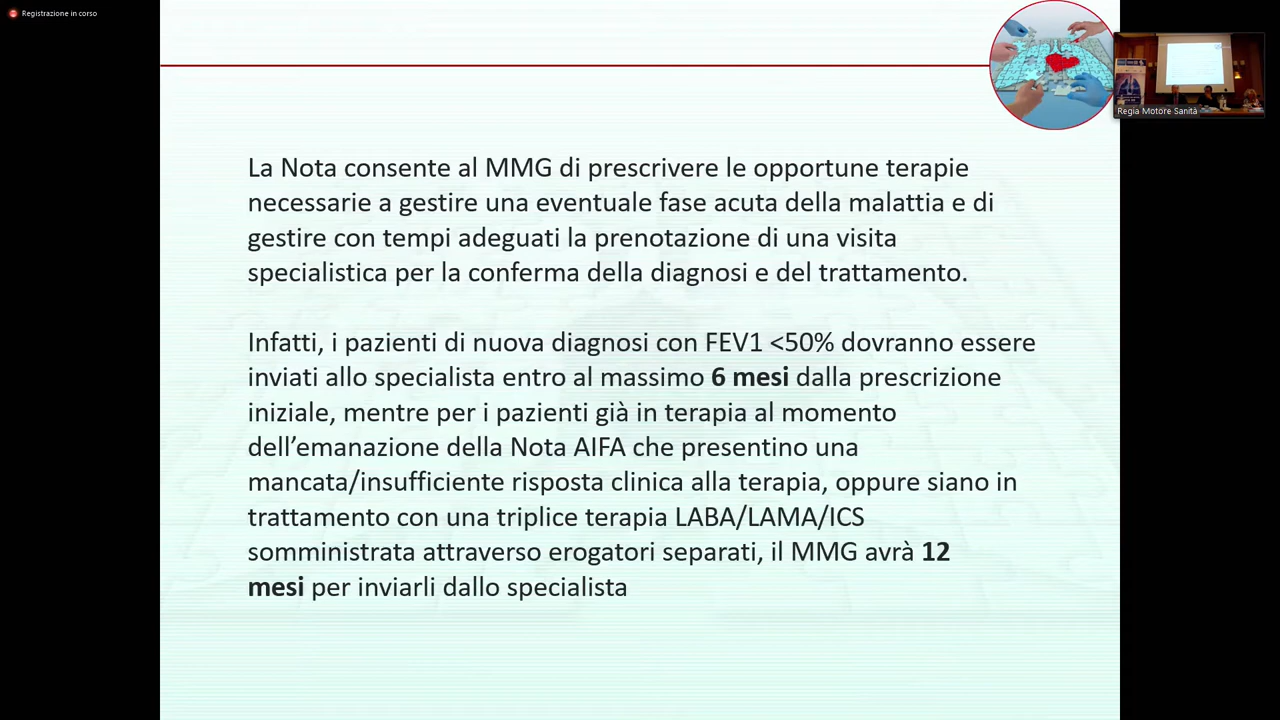 Registrazione in corso
Regia Motore Sanità
La Nota consente al MMG di prescrivere le opportune terapie
necessarie a gestire una eventuale fase acuta della malattia e di
gestire con tempi adeguati la prenotazione di una visita
specialistica per la conferma della diagnosi e del trattamento.
Infatti, i pazienti di nuova diagnosi con FEV1 <50% dovranno essere
inviati allo specialista entro al massimo 6 mesi dalla prescrizione
iniziale, mentre per i pazienti già in terapia al momento
dell’emanazione della Nota AIFA che presentino una
mancata/insufficiente risposta clinica alla terapia, oppure siano in
trattamento con una triplice terapia LABA/LAMA/ICS
somministrata attraverso erogatori separati, il MMG avrà 12
mesi per inviarli dallo specialista